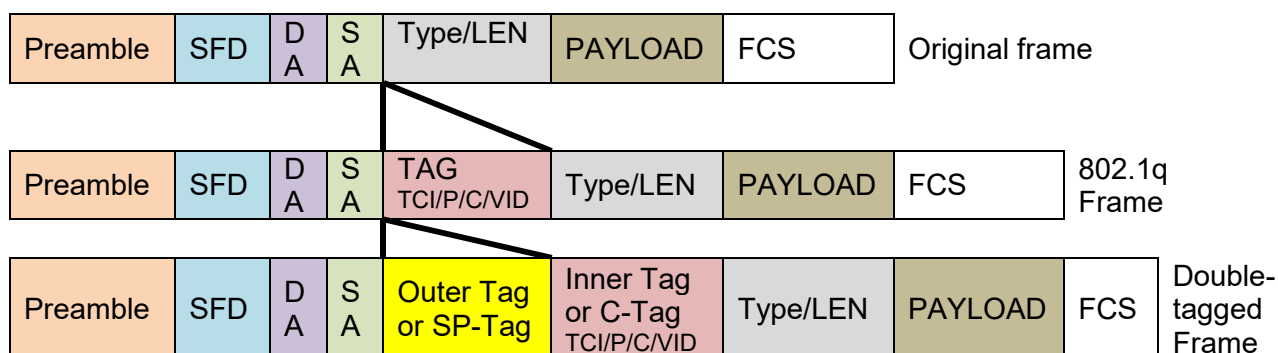 Preamble SFD D A S A Type/LEN PAYLOAD FCS Original frame
Preamble SFD D A S A TAG TCI/P/C/VID Type/LEN PAYLOAD FCS 802.1q Frame
Preamble SFD D A S A Outer Tag or SP-Tag Inner Tag or C-Tag TCI/P/C/VID Type/LEN PAYLOAD FCS Double-tagged Frame